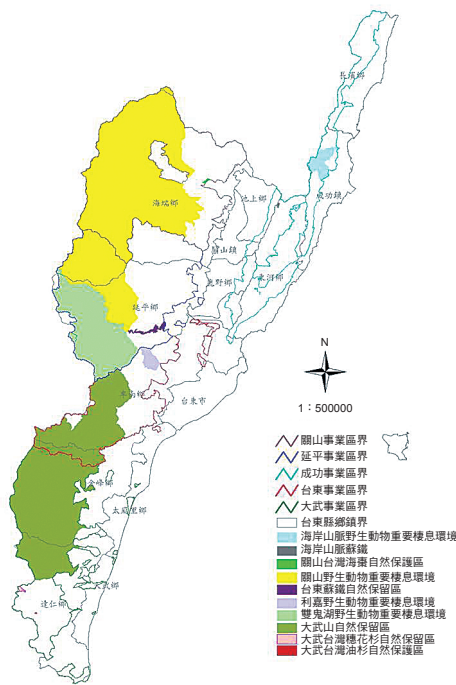 長濱鄉
成功鎮
海端鄉
池上鄉
關山鎮
鹿野鄉
東河鄉
延平鄉
卑南鄉
台東市
金峰鄉
太麻里鄉
大武鄉
達仁鄉
N
1：500000
關山事業區界
延平事業區界
成功事業區界
台東事業區界
大武事業區界
台東縣鄉鎮界
海岸山脈野生動物重要棲息環境
海岸山脈蘇鐵
關山台灣海棗自然保護區
關山野生動物重要棲息環境
台東蘇鐵自然保留區
利嘉野生動物重要棲息環境
雙鬼湖野生動物重要棲息環境
大武山自然保留區
大武台灣穗花杉自然保留區
大武台灣油杉自然保護區